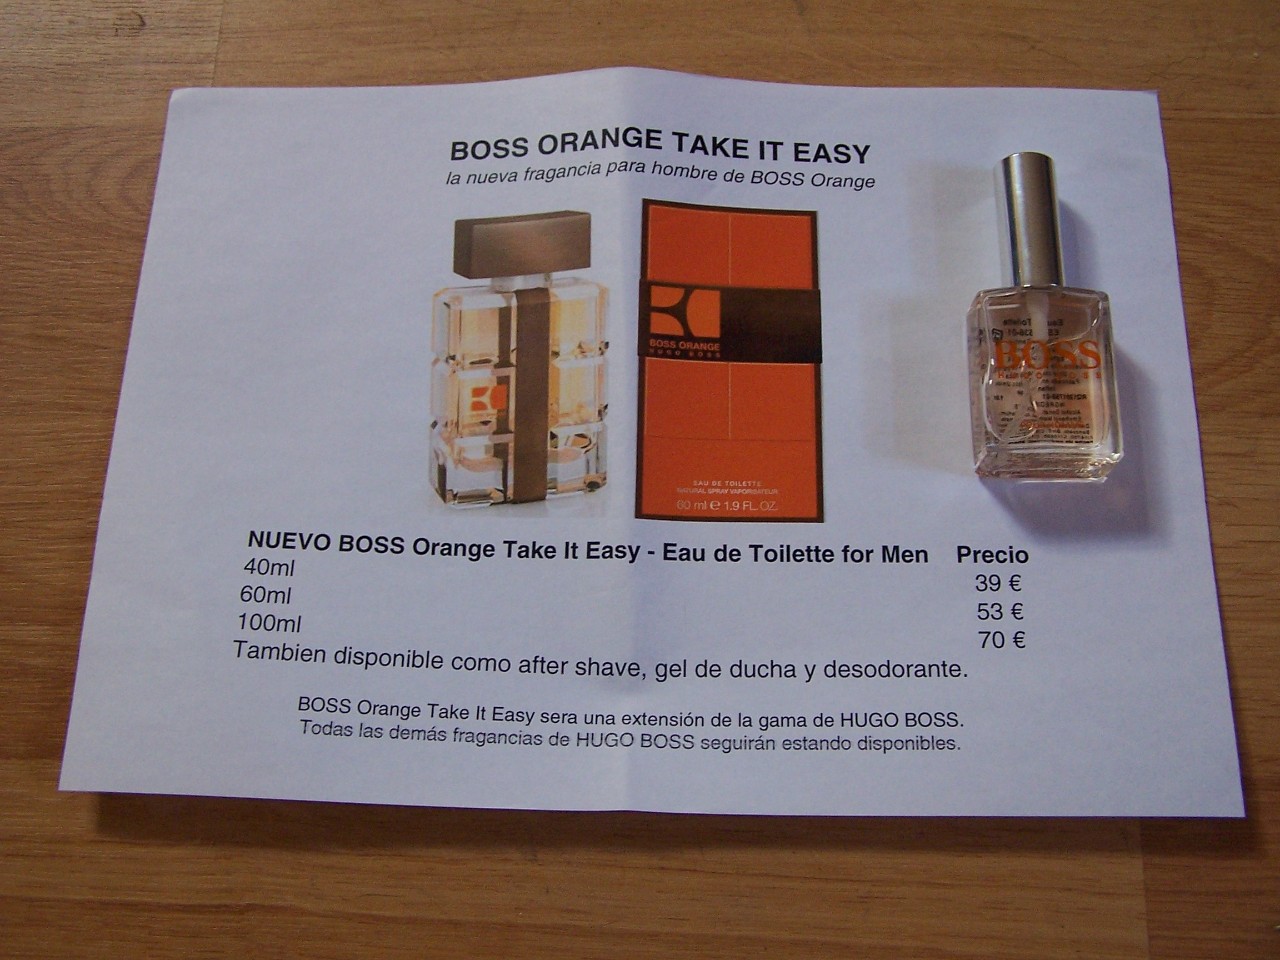 BOSS ORANGE TAKE IT EASY
la nueva fragancia para hombre de BOSS Orange
BOSS ORANGE
HUGO BOSS
EAU DE TOILETTE
NATURAL SPRAY VAPORISATEUR
60 ml e 1.9 FL.OZ.
Eau de Toilette
BOSS
NUEVO BOSS Orange Take It Easy - Eau de Toilette for Men Precio
40ml 39 €
60ml 53 €
100ml 70 €
Tambien disponible como after shave, gel de ducha y desodorante.
BOSS Orange Take It Easy sera una extensión de la gama de HUGO BOSS.
Todas las demás fragancias de HUGO BOSS seguirán estando disponibles.